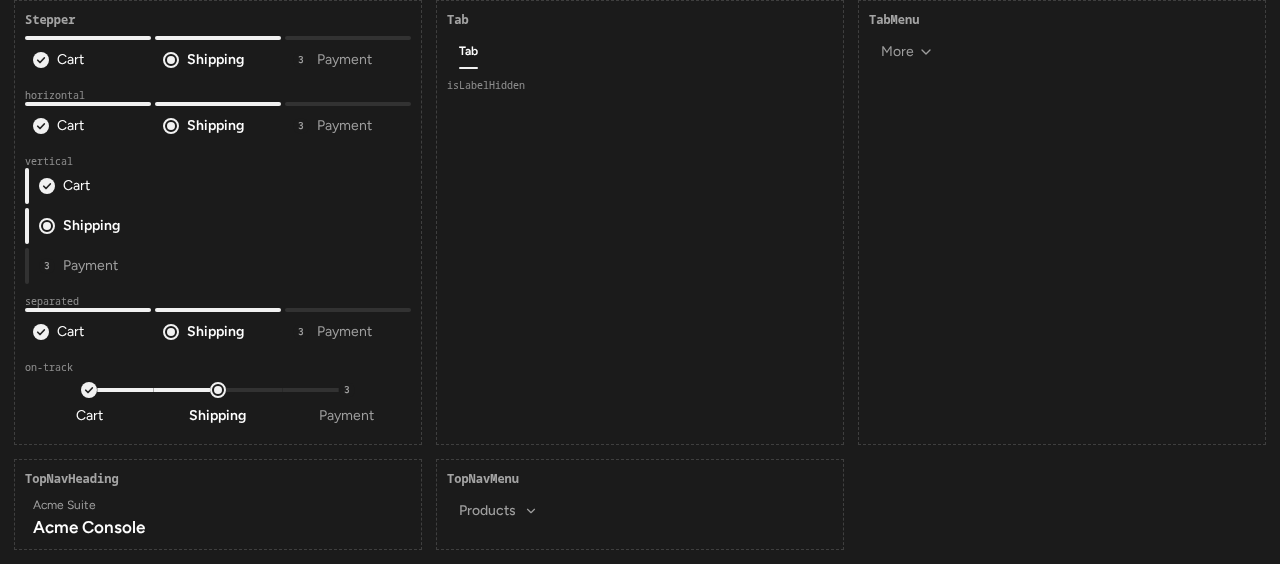 Stepper
Cart
Shipping
3 Payment
horizontal
Cart
Shipping
3 Payment
vertical
Cart
Shipping
3 Payment
separated
Cart
Shipping
3 Payment
on-track
3
Cart
Shipping
Payment
Tab
Tab
isLabelHidden
TabMenu
More
TopNavHeading
Acme Suite
Acme Console
TopNavMenu
Products